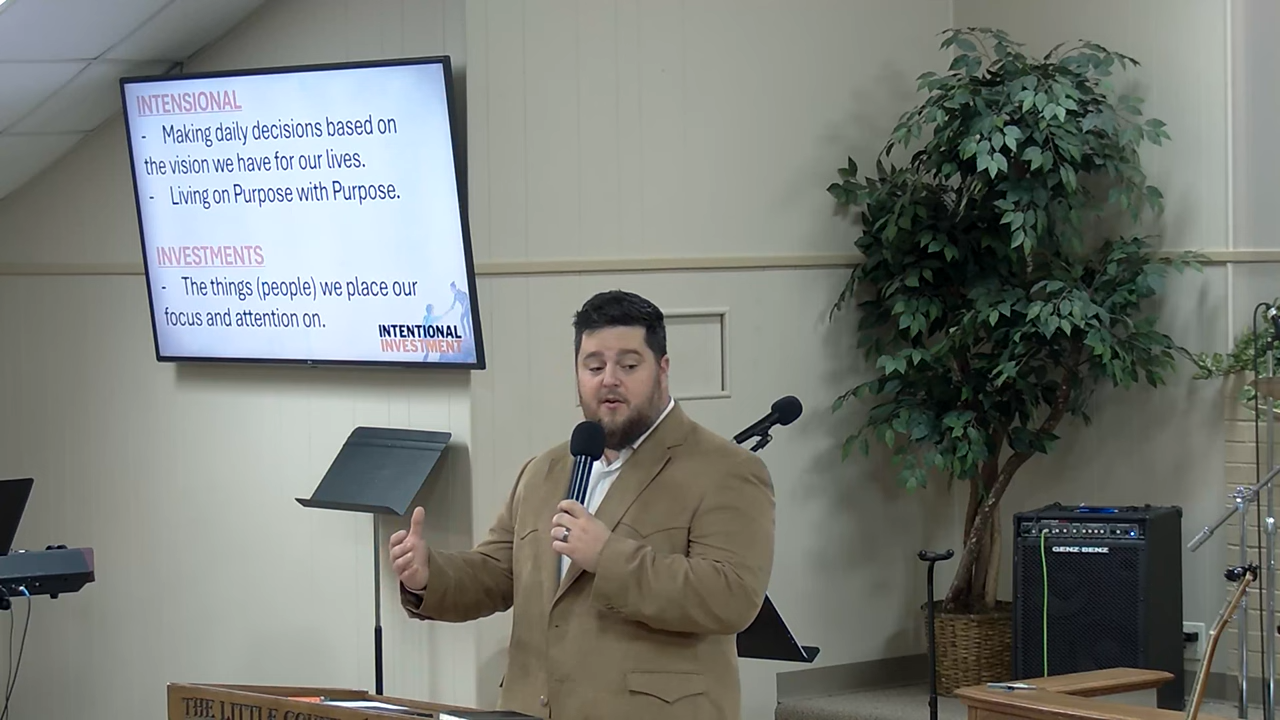 INTENSIONAL
- Making daily decisions based on
the vision we have for our lives.
- Living on Purpose with Purpose.
INVESTMENTS
- The things (people) we place our
focus and attention on.
INTENTIONAL
INVESTMENT
GENZ-BENZ
THE LITTLE